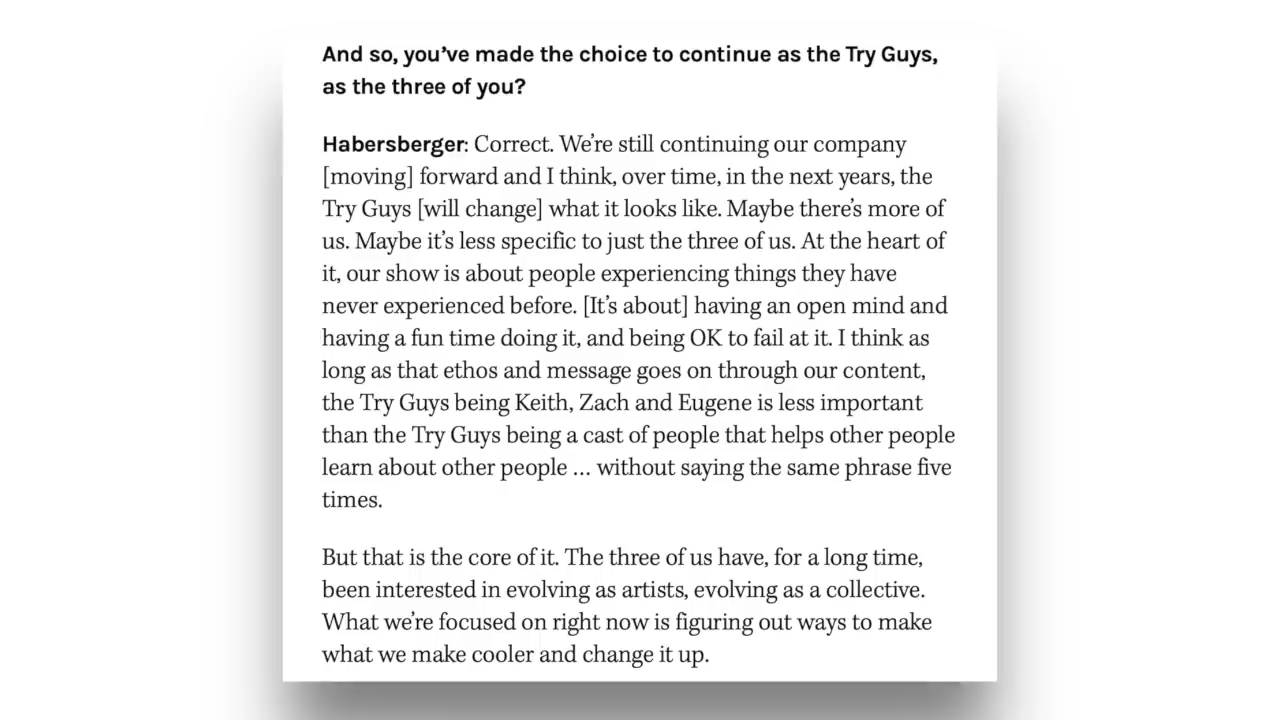 And so, you’ve made the choice to continue as the Try Guys,
as the three of you?
Habersberger: Correct. We’re still continuing our company
[moving] forward and I think, over time, in the next years, the
Try Guys [will change] what it looks like. Maybe there’s more of
us. Maybe it’s less specific to just the three of us. At the heart of
it, our show is about people experiencing things they have
never experienced before. [It’s about] having an open mind and
having a fun time doing it, and being OK to fail at it. I think as
long as that ethos and message goes on through our content,
the Try Guys being Keith, Zach and Eugene is less important
than the Try Guys being a cast of people that helps other people
learn about other people ... without saying the same phrase five
times.
But that is the core of it. The three of us have, for a long time,
been interested in evolving as artists, evolving as a collective.
What we’re focused on right now is figuring out ways to make
what we make cooler and change it up.